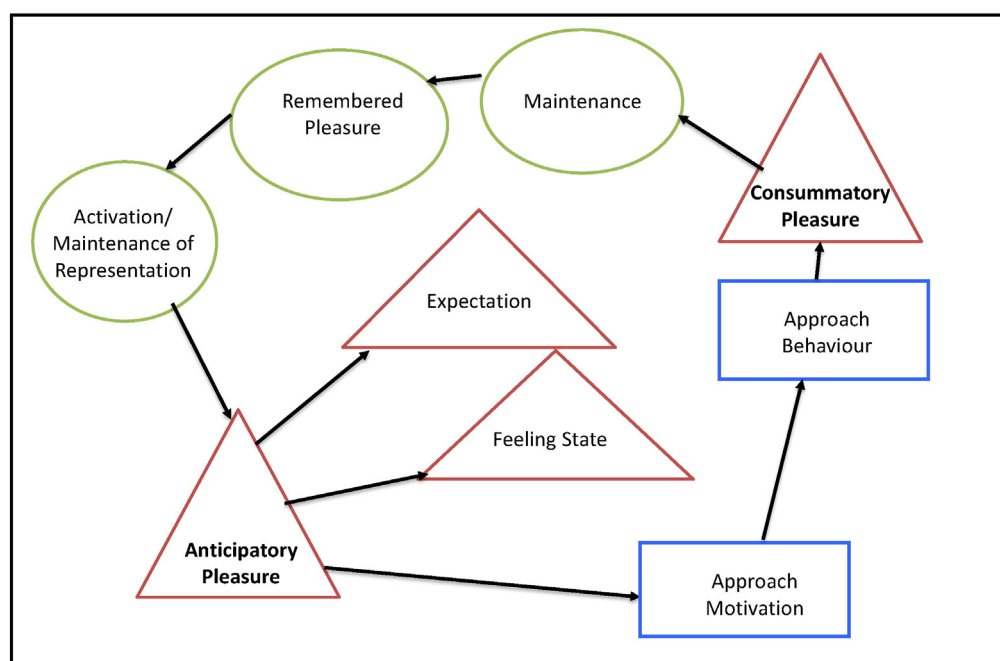 Remembered
Pleasure
Maintenance
Consummatory
Pleasure
Activation/
Maintenance of
Representation
Expectation
Approach
Behaviour
Feeling State
Anticipatory
Pleasure
Approach
Motivation